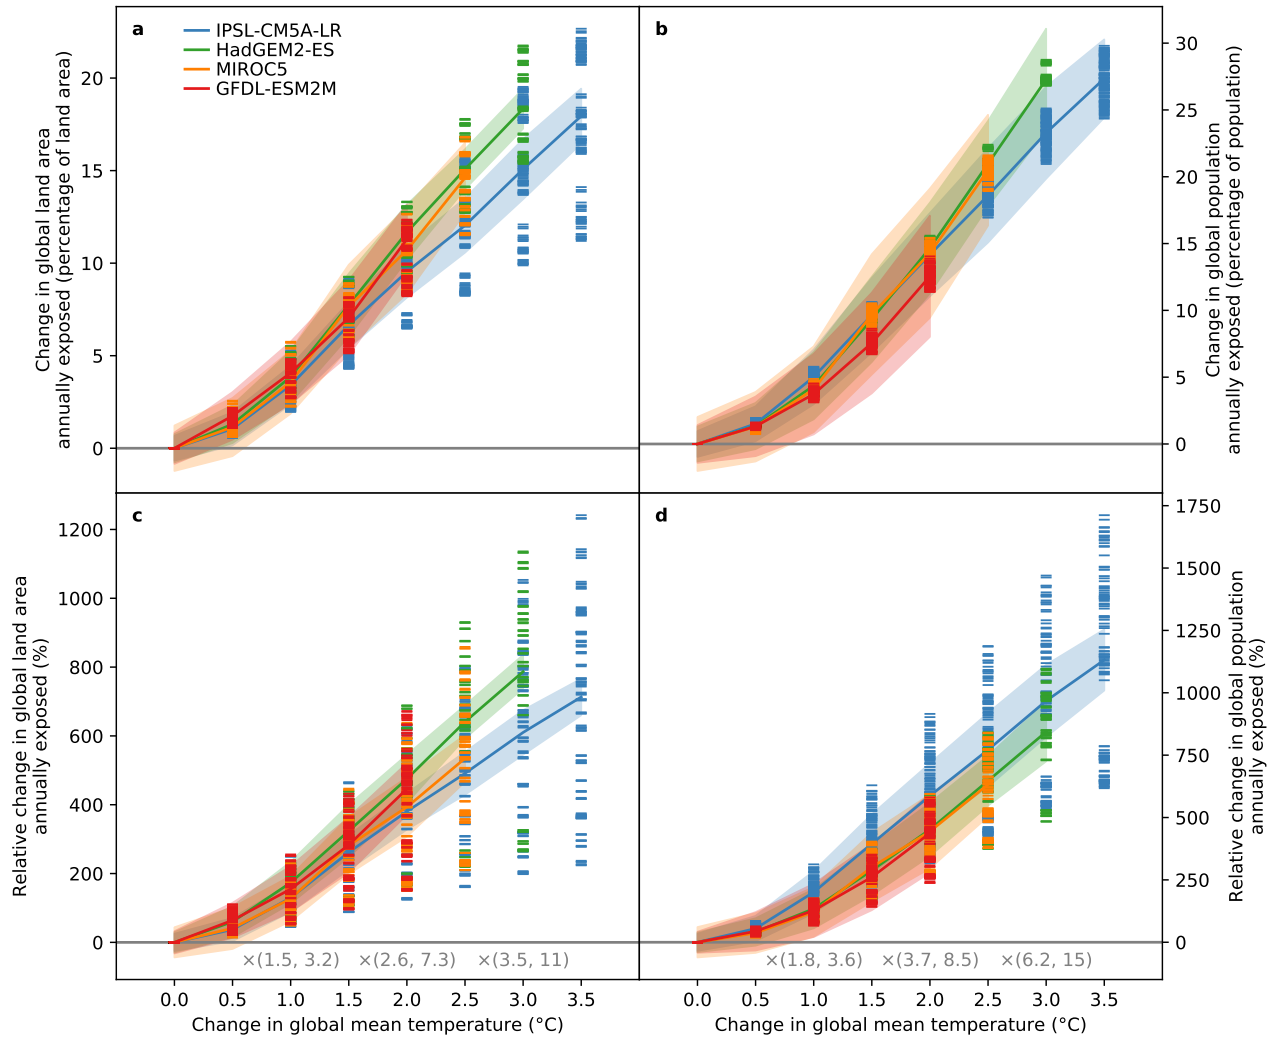 a
IPSL-CM5A-LR
HadGEM2-ES
MIROC5
GFDL-ESM2M
Change in global land area
annually exposed (percentage of land area)
20
15
10
5
0
b
30
25
20
15
10
5
0
Change in global population
annually exposed (percentage of population)
c
Relative change in global land area
annually exposed (%)
1200
1000
800
600
400
200
0
×(1.5, 3.2) ×(2.6, 7.3) ×(3.5, 11)
0.0 0.5 1.0 1.5 2.0 2.5 3.0 3.5
Change in global mean temperature (°C)
d
1750
1500
1250
1000
750
500
250
0
Relative change in global population
annually exposed (%)
×(1.8, 3.6) ×(3.7, 8.5) ×(6.2, 15)
0.0 0.5 1.0 1.5 2.0 2.5 3.0 3.5
Change in global mean temperature (°C)